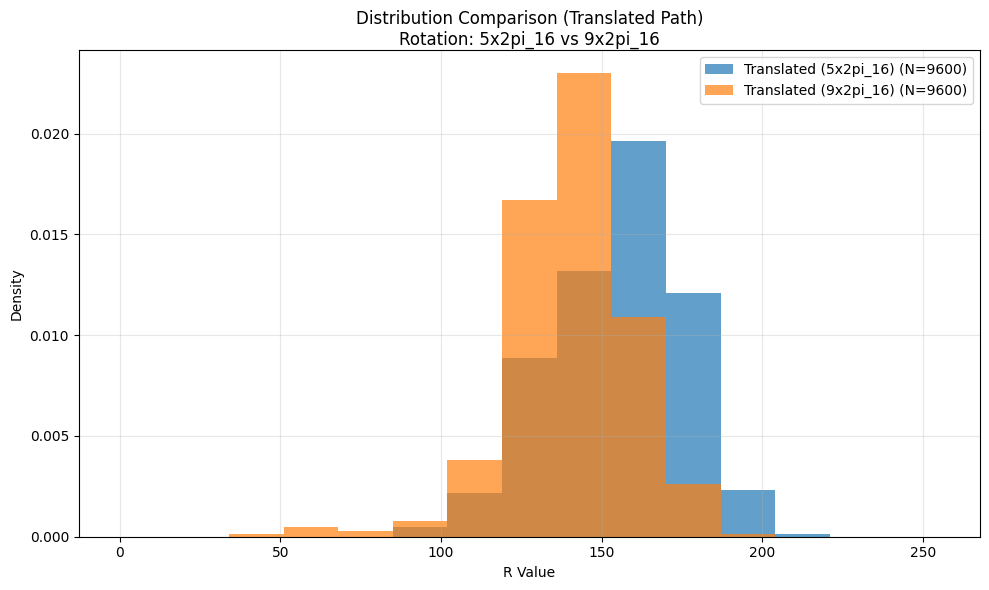 Distribution Comparison (Translated Path)
Rotation: 5x2pi_16 vs 9x2pi_16
Translated (5x2pi_16) (N=9600)
Translated (9x2pi_16) (N=9600)
Density
0.020
0.015
0.010
0.005
0.000
0 50 100 150 200 250
R Value